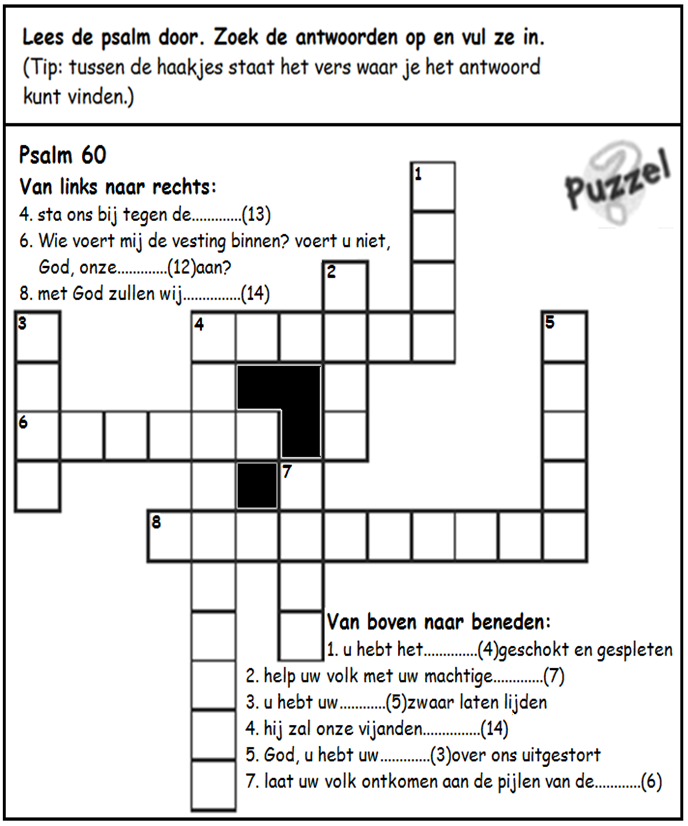 Lees de psalm door. Zoek de antwoorden op en vul ze in.
(Tip: tussen de haakjes staat het vers waar je het antwoord
kunt vinden.)
Psalm 60
Van links naar rechts:
4. sta ons bij tegen de.............(13)
6. Wie voert mij de vesting binnen? voert u niet,
God, onze.............(12)aan?
8. met God zullen wij...............(14)
Puzzel
?
1
2
3
4
5
6
7
8
Van boven naar beneden:
1. u hebt het..............(4)geschokt en gespleten
2. help uw volk met uw machtige.............(7)
3. u hebt uw............(5)zwaar laten lijden
4. hij zal onze vijanden...............(14)
5. God, u hebt uw.............(3)over ons uitgestort
7. laat uw volk ontkomen aan de pijlen van de............(6)